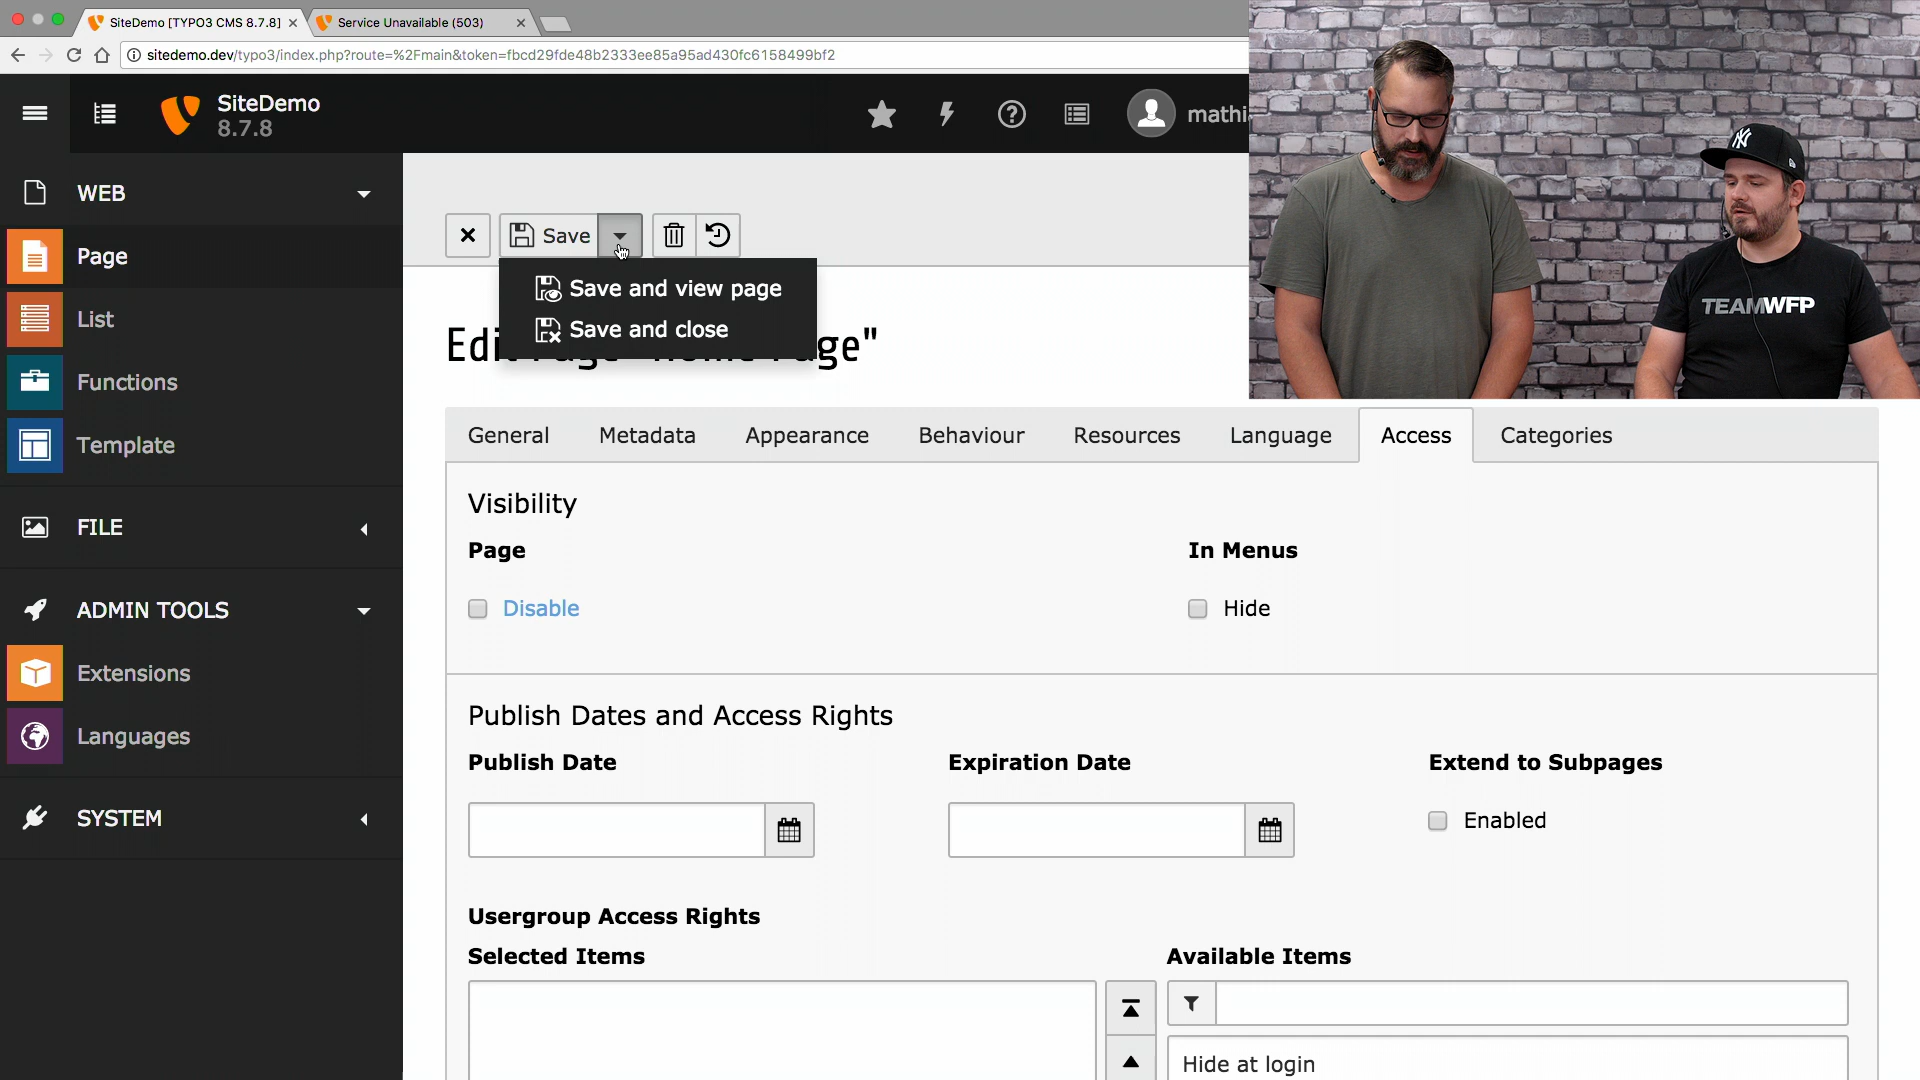 SiteDemo [TYPO3 CMS 8.7.8]
Service Unavailable (503)
sitedemo.dev/typo3/index.php?route=%2Fmain&token=fbcd29fde48b2333ee85a95ad430fc6158499bf2
SiteDemo
8.7.8
mathi
WEB
Page
List
Functions
Template
FILE
ADMIN TOOLS
Extensions
Languages
SYSTEM
Save
Save and view page
Save and close
Edit Page "Home Page"
General
Metadata
Appearance
Behaviour
Resources
Language
Access
Categories
Visibility
Page
In Menus
Disable
Hide
Publish Dates and Access Rights
Publish Date
Expiration Date
Extend to Subpages
Enabled
Usergroup Access Rights
Selected Items
Available Items
Hide at login
NY
TEAMWFP